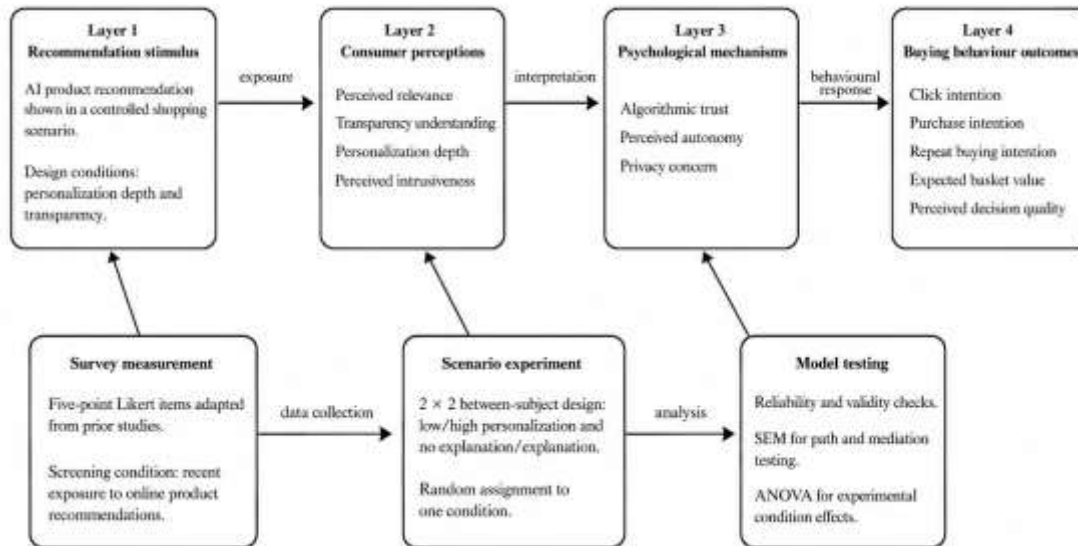 Layer 1
Recommendation stimulus
AI product recommendation
shown in a controlled shopping
scenario.
Design conditions:
personalization depth and
transparency.
exposure
Layer 2
Consumer perceptions
Perceived relevance
Transparency understanding
Personalization depth
Perceived intrusiveness
interpretation
Layer 3
Psychological mechanisms
Algorithmic trust
Perceived autonomy
Privacy concern
behavioural
response
Layer 4
Buying behaviour outcomes
Click intention
Purchase intention
Repeat buying intention
Expected basket value
Perceived decision quality
Survey measurement
Five-point Likert items adapted
from prior studies.
Screening condition: recent
exposure to online product
recommendations.
data collection
Scenario experiment
2 × 2 between-subject design:
low/high personalization and
no explanation/explanation.
Random assignment to
one condition.
analysis
Model testing
Reliability and validity checks.
SEM for path and mediation
testing.
ANOVA for experimental
condition effects.